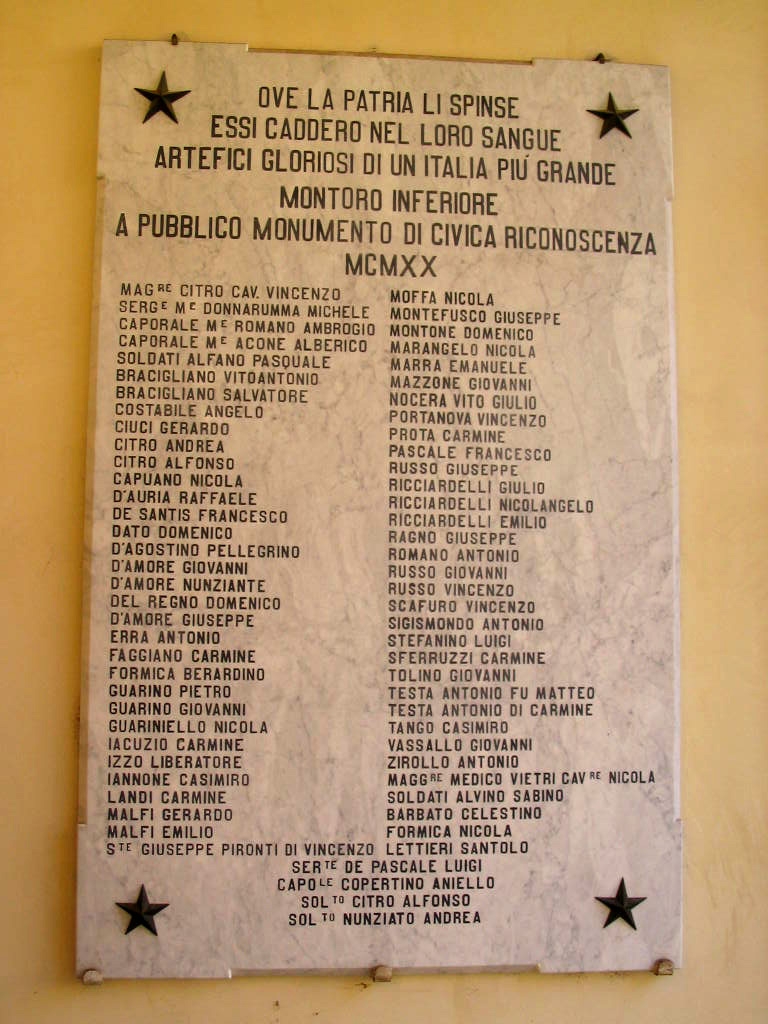 OVE LA PATRIA LI SPINSE
ESSI CADDERO NEL LORO SANGUE
ARTEFICI GLORIOSI DI UN ITALIA PIÚ GRANDE
MONTORO INFERIORE
A PUBBLICO MONUMENTO DI CIVICA RICONOSCENZA
MCMXX
MAGRE CITRO CAV. VINCENZO
SERGE ME DONNARUMMA MICHELE
CAPORALE ME ROMANO AMBROGIO
CAPORALE ME ACONE ALBERICO
SOLDATI ALFANO PASQUALE
BRACIGLIANO VITOANTONIO
BRACIGLIANO SALVATORE
COSTABILE ANGELO
CIUCI GERARDO
CITRO ANDREA
CITRO ALFONSO
CAPUANO NICOLA
D'AURIA RAFFAELE
DE SANTIS FRANCESCO
DATO DOMENICO
D'AGOSTINO PELLEGRINO
D'AMORE GIOVANNI
D'AMORE NUNZIANTE
DEL REGNO DOMENICO
D'AMORE GIUSEPPE
ERRA ANTONIO
FAGGIANO CARMINE
FORMICA BERARDINO
GUARINO PIETRO
GUARINO GIOVANNI
GUARINIELLO NICOLA
IACUZIO CARMINE
IZZO LIBERATORE
IANNONE CASIMIRO
LANDI CARMINE
MALFI GERARDO
MALFI EMILIO
STE GIUSEPPE PIRONTI DI VINCENZO
MOFFA NICOLA
MONTEFUSCO GIUSEPPE
MONTONE DOMENICO
MARANGELO NICOLA
MARRA EMANUELE
MAZZONE GIOVANNI
NOCERA VITO GIULIO
PORTANOVA VINCENZO
PROTA CARMINE
PASCALE FRANCESCO
RUSSO GIUSEPPE
RICCIARDELLI GIULIO
RICCIARDELLI NICOLANGELO
RICCIARDELLI EMILIO
RAGNO GIUSEPPE
ROMANO ANTONIO
RUSSO GIOVANNI
RUSSO VINCENZO
SCAFURO VINCENZO
SIGISMONDO ANTONIO
STEFANINO LUIGI
SFERRUZZI CARMINE
TOLINO GIOVANNI
TESTA ANTONIO FU MATTEO
TESTA ANTONIO DI CARMINE
TANGO CASIMIRO
VASSALLO GIOVANNI
ZIROLLO ANTONIO
MAGGRE MEDICO VIETRI CAVRE NICOLA
SOLDATI ALVINO SABINO
BARBATO CELESTINO
FORMICA NICOLA
LETTIERI SANTOLO
SERTE DE PASCALE LUIGI
CAPOLE COPERTINO ANIELLO
SOLTO CITRO ALFONSO
SOLTO NUNZIATO ANDREA